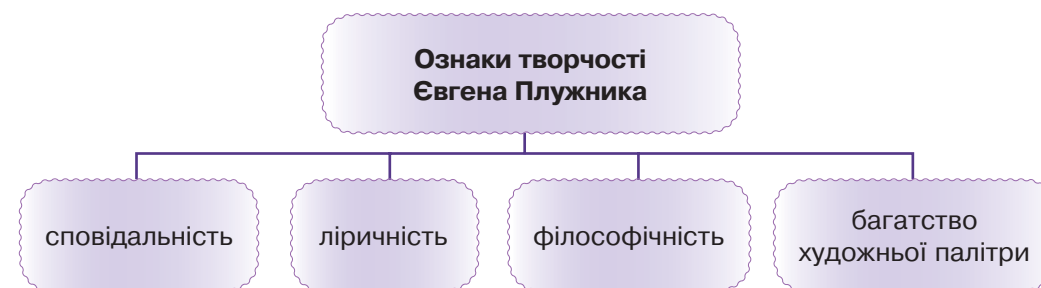 Ознаки творчості
Євгена Плужника
сповідальність
ліричність
філософічність
багатство
художньої палітри